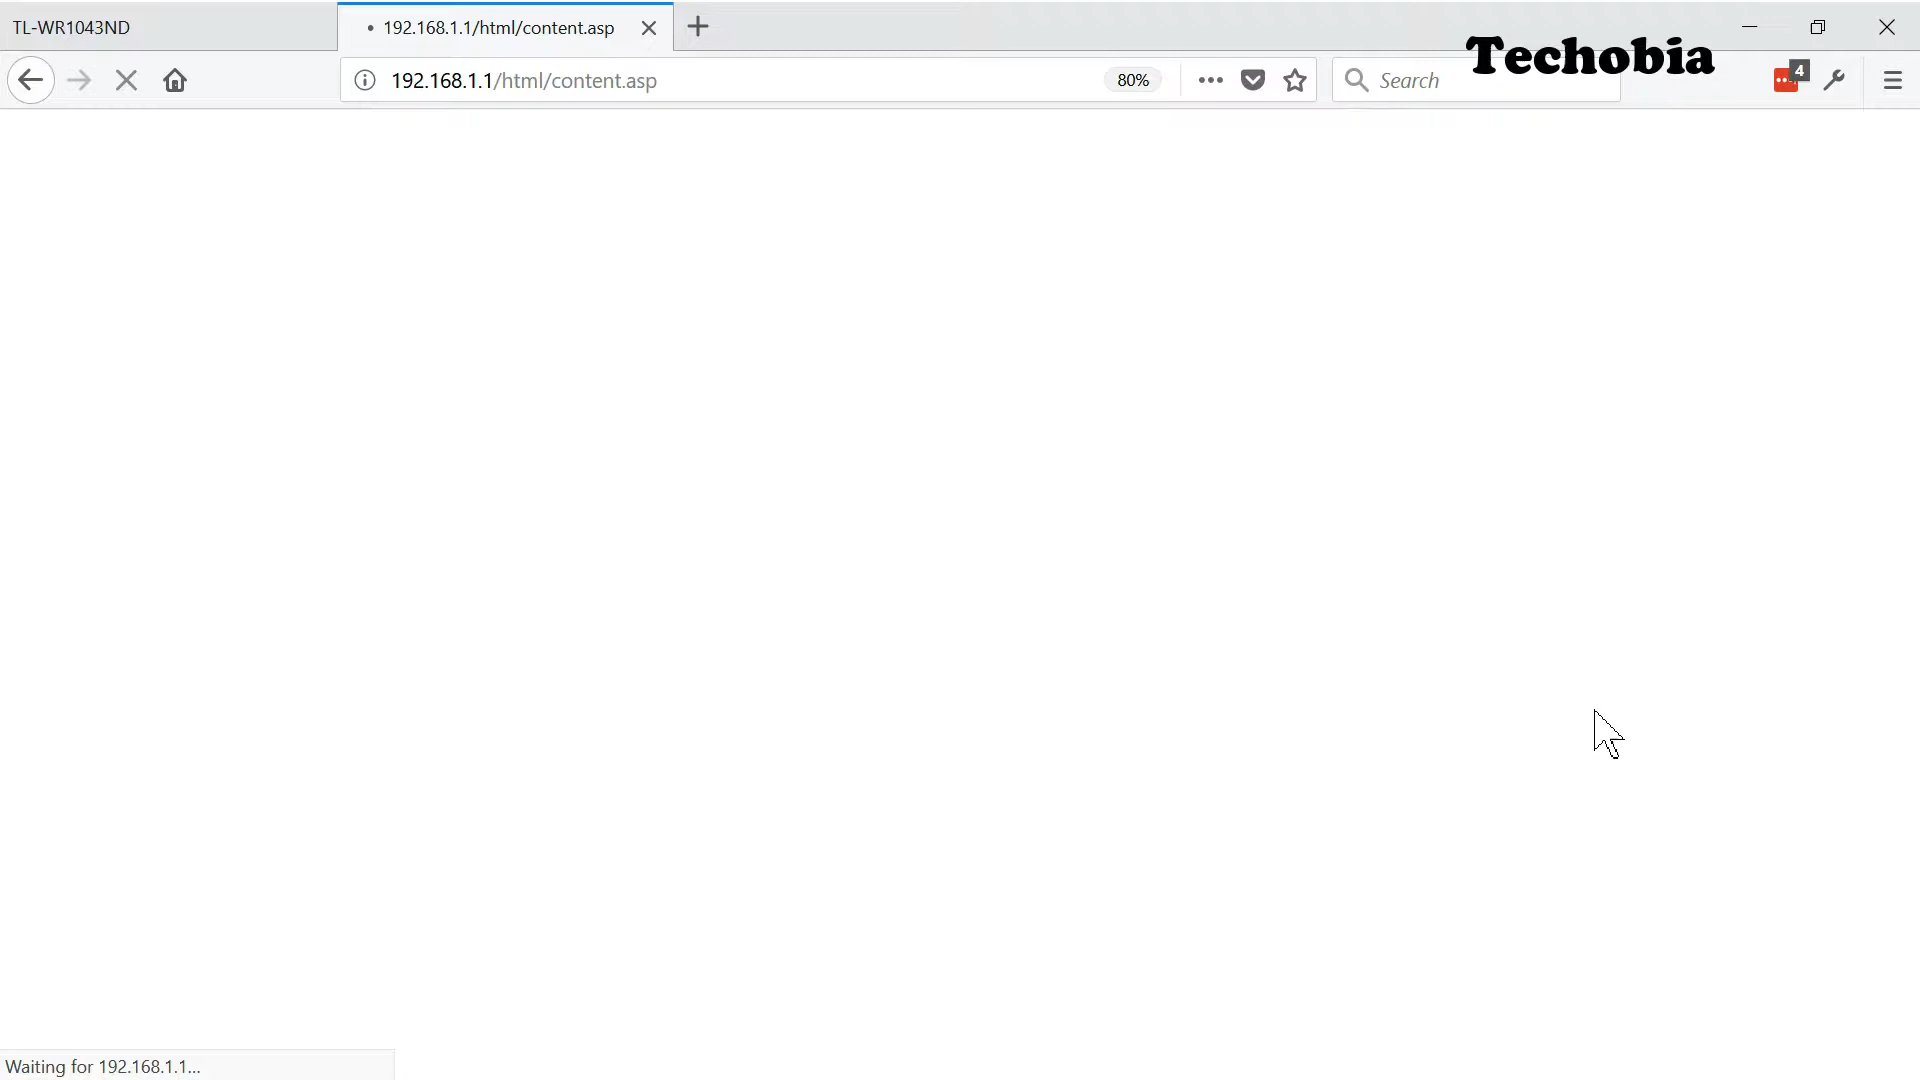 TL-WR1043ND
192.168.1.1/html/content.asp
Techobia
192.168.1.1/html/content.asp
80%
Search
4
Waiting for 192.168.1.1...